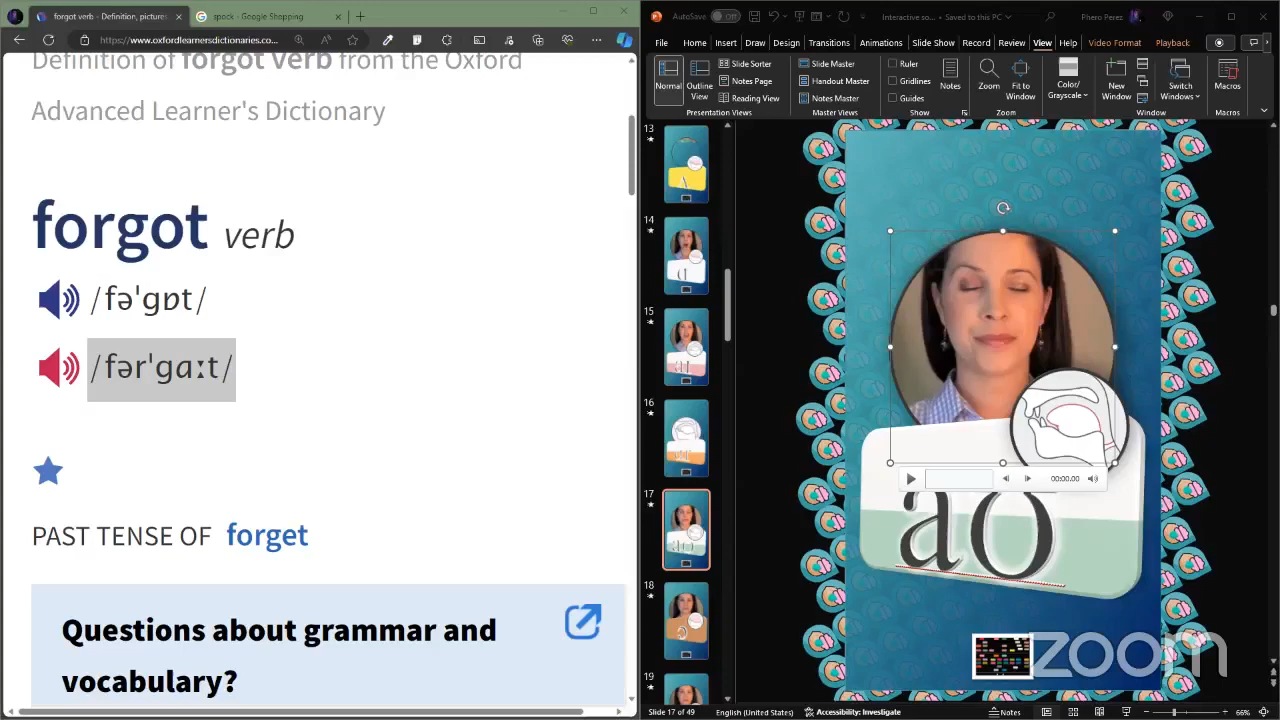 forgot verb - Definition, pictures
spock - Google Shopping
https://www.oxfordlearnersdictionaries.co...
Definition of forgot verb from the Oxford
Advanced Learner's Dictionary
forgot verb
/fəˈɡɒt/
/fərˈɡɑːt/
PAST TENSE OF forget
Questions about grammar and
vocabulary?
AutoSave Off
Interactive so... • Saved to this PC
Phero Perez
File Home Insert Draw Design Transitions Animations Slide Show Record Review View Help Video Format Playback
Normal
Outline
View
Slide Sorter
Notes Page
Reading View
Presentation Views
Slide Master
Handout Master
Notes Master
Master Views
Ruler
Gridlines
Guides
Show
Notes
Zoom
Fit to
Window
Zoom
Color/
Grayscale
New
Window
Switch
Windows
Window
Macros
Macros
13
14
15
16
17
18
19
00:00.00
ao
zoom
Slide 17 of 49
English (United States)
Accessibility: Investigate
Notes
66%